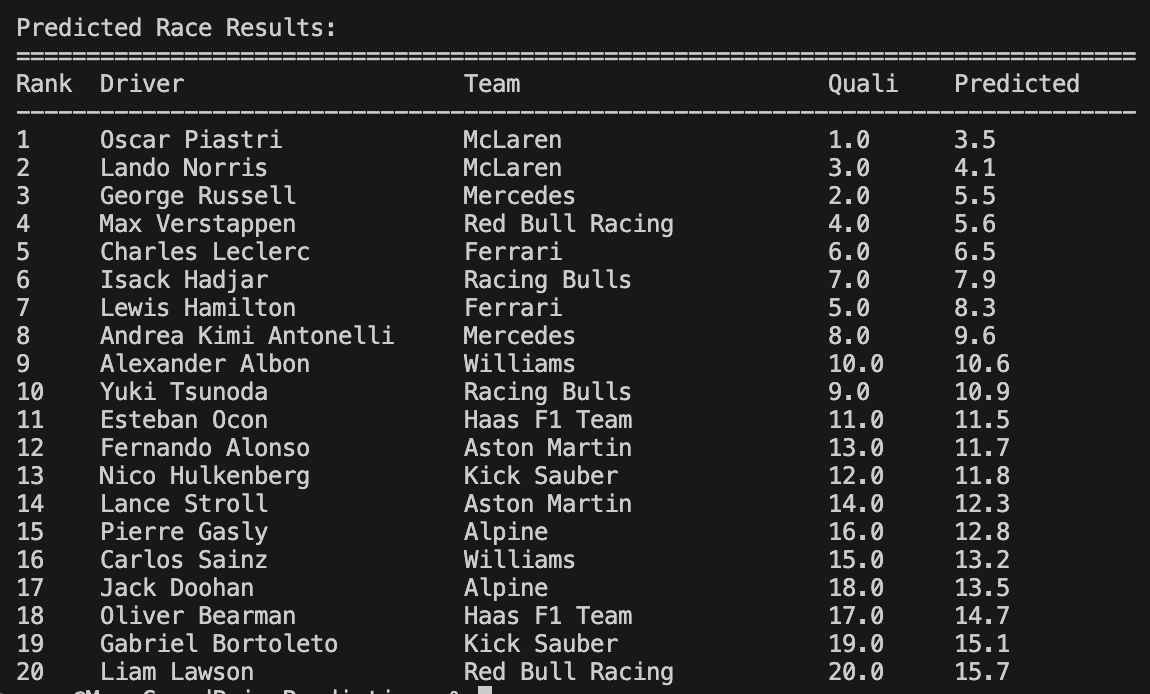 Predicted Race Results:
================================================================================
Rank  Driver                    Team                      Quali    Predicted
--------------------------------------------------------------------------------
1     Oscar Piastri             McLaren                   1.0      3.5
2     Lando Norris              McLaren                   3.0      4.1
3     George Russell            Mercedes                  2.0      5.5
4     Max Verstappen            Red Bull Racing           4.0      5.6
5     Charles Leclerc           Ferrari                   6.0      6.5
6     Isack Hadjar              Racing Bulls              7.0      7.9
7     Lewis Hamilton            Ferrari                   5.0      8.3
8     Andrea Kimi Antonelli     Mercedes                  8.0      9.6
9     Alexander Albon           Williams                  10.0     10.6
10    Yuki Tsunoda              Racing Bulls              9.0      10.9
11    Esteban Ocon              Haas F1 Team              11.0     11.5
12    Fernando Alonso           Aston Martin              13.0     11.7
13    Nico Hulkenberg           Kick Sauber               12.0     11.8
14    Lance Stroll              Aston Martin              14.0     12.3
15    Pierre Gasly              Alpine                    16.0     12.8
16    Carlos Sainz              Williams                  15.0     13.2
17    Jack Doohan               Alpine                    18.0     13.5
18    Oliver Bearman            Haas F1 Team              17.0     14.7
19    Gabriel Bortoleto         Kick Sauber               19.0     15.1
20    Liam Lawson               Red Bull Racing           20.0     15.7